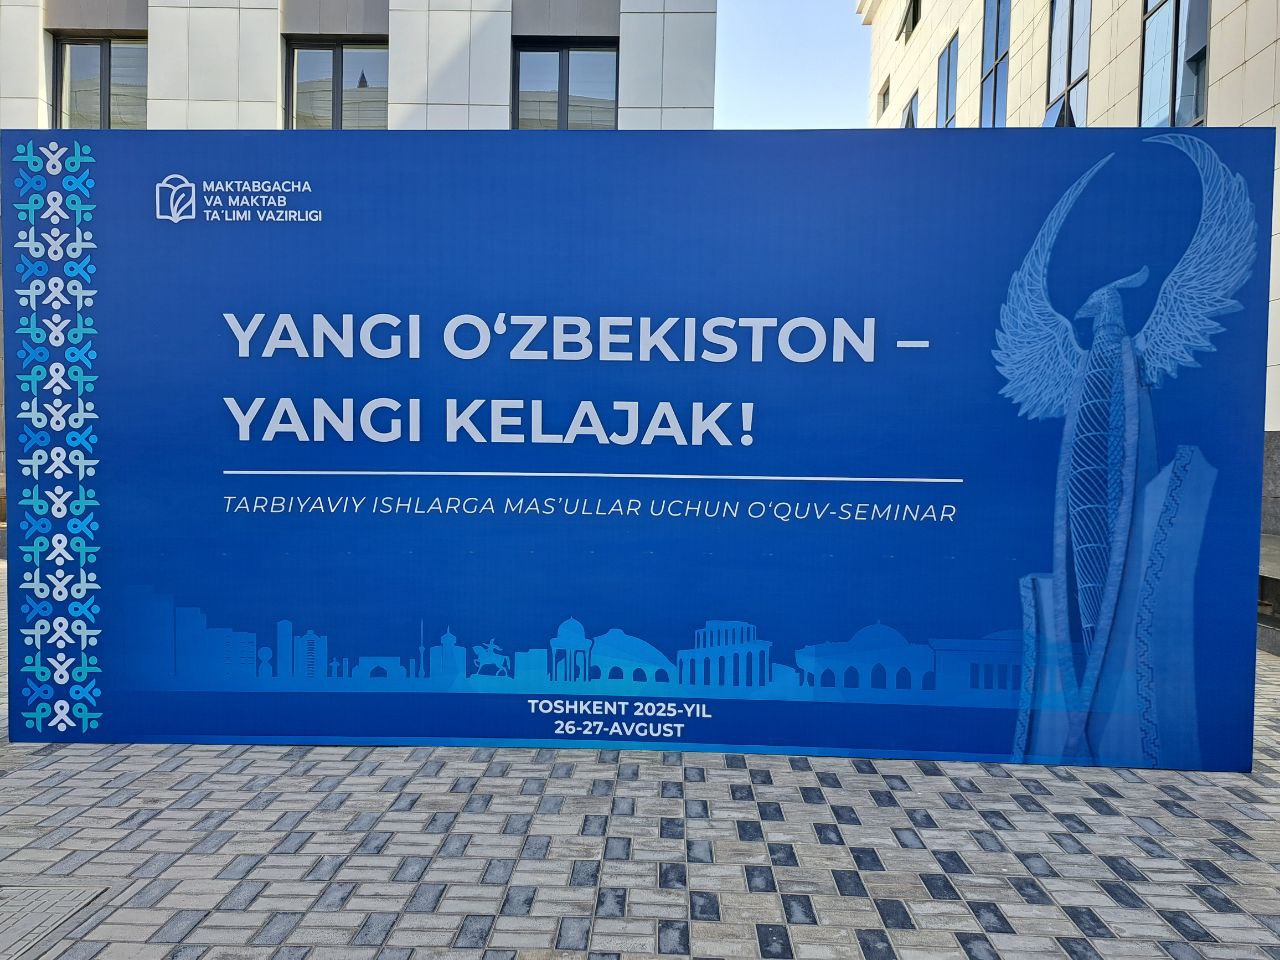 MAKTABGACHA
VA MAKTAB
TA'LIMI VAZIRLIGI
YANGI O‘ZBEKISTON –
YANGI KELAJAK!
TARBIYAVIY ISHLARGA MAS’ULLAR UCHUN O‘QUV-SEMINAR
TOSHKENT 2025-YIL
26-27-AVGUST